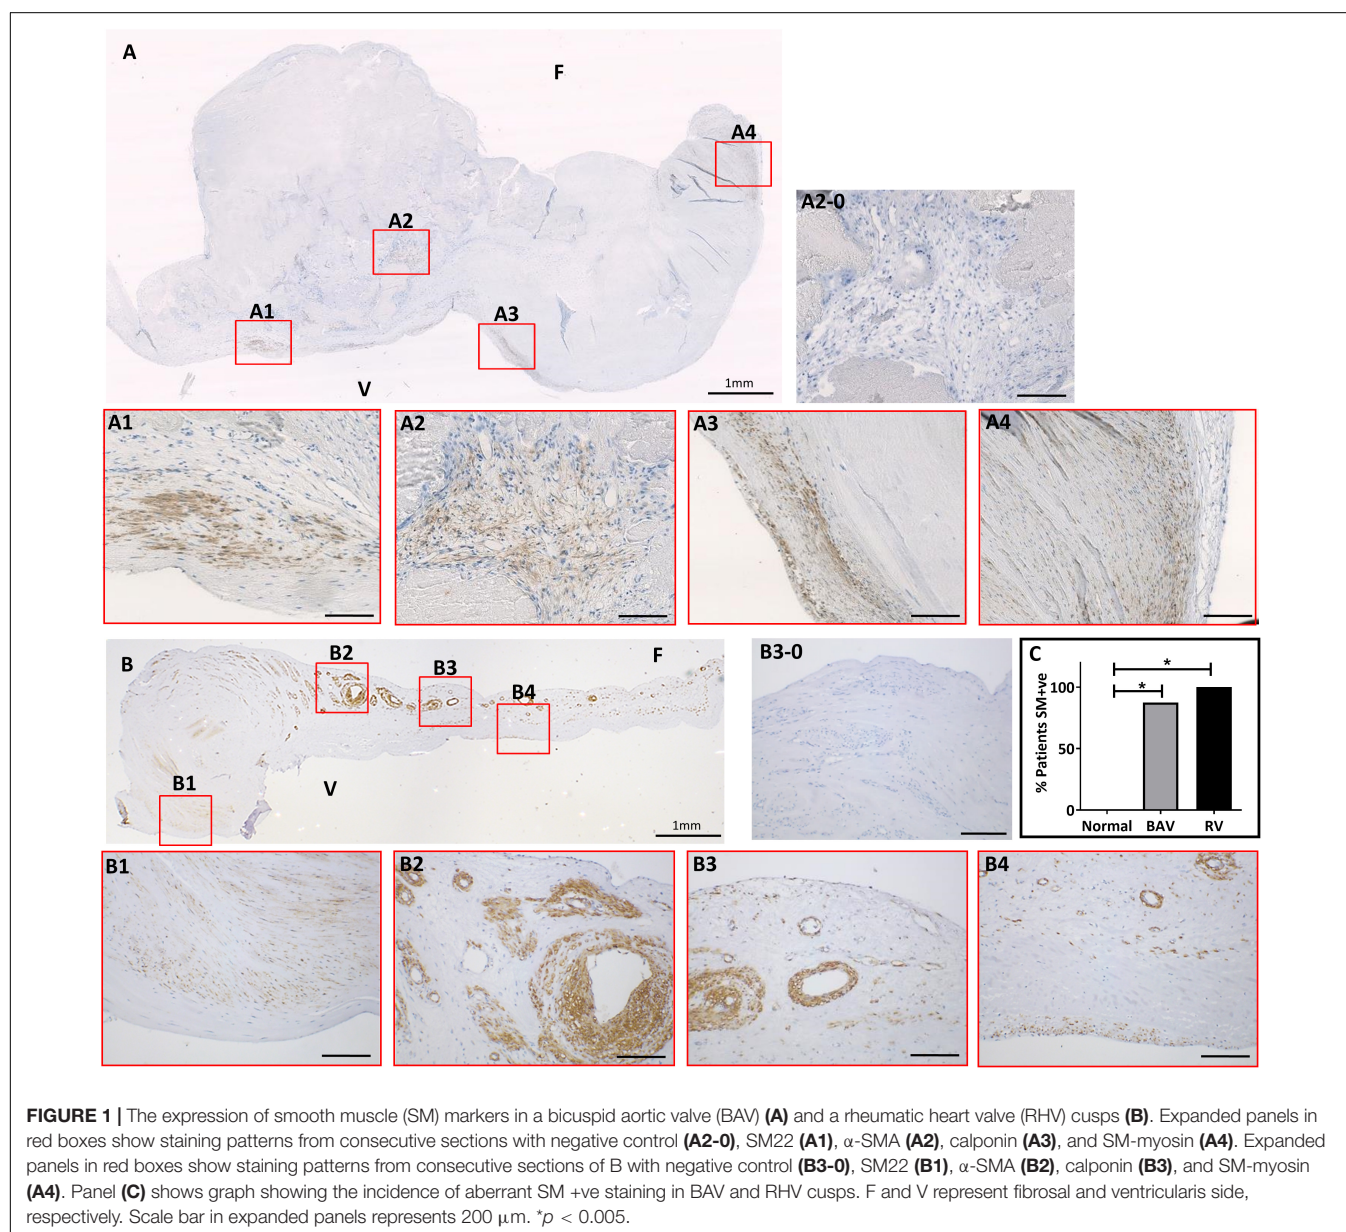 A
F
A4
A2
A1
A3
V
1mm
A2-0
A1
A2
A3
A4
B
B2
B3
B4
F
B1
V
1mm
B3-0
C
*
*
% Patients SM+ve
100
50
0
Normal BAV RV
B1
B2
B3
B4
FIGURE 1 | The expression of smooth muscle (SM) markers in a bicuspid aortic valve (BAV) (A) and a rheumatic heart valve (RHV) cusps (B). Expanded panels in
red boxes show staining patterns from consecutive sections with negative control (A2-0), SM22 (A1), α-SMA (A2), calponin (A3), and SM-myosin (A4). Expanded
panels in red boxes show staining patterns from consecutive sections of B with negative control (B3-0), SM22 (B1), α-SMA (B2), calponin (B3), and SM-myosin
(A4). Panel (C) shows graph showing the incidence of aberrant SM +ve staining in BAV and RHV cusps. F and V represent fibrosal and ventricularis side,
respectively. Scale bar in expanded panels represents 200 μm. *p < 0.005.